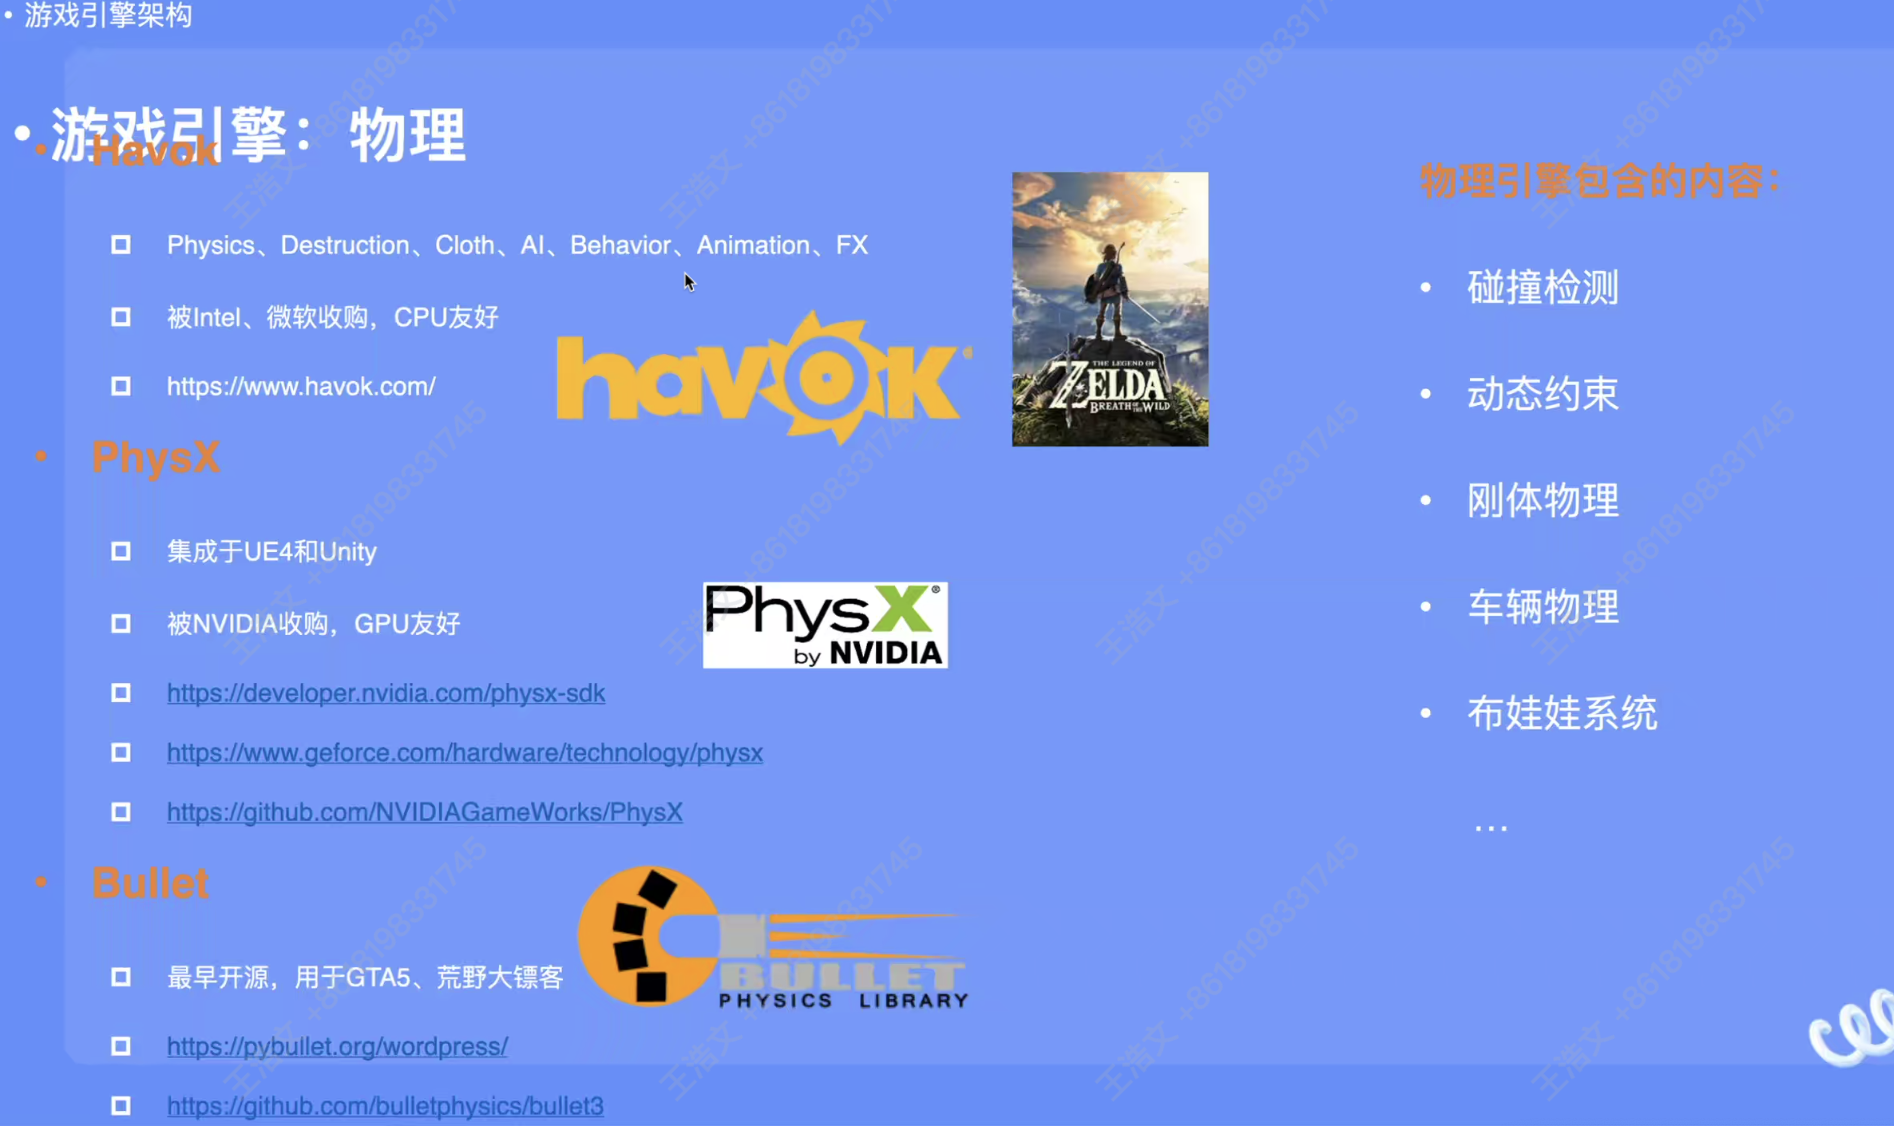 • 游戏引擎架构
• 游戏引擎：物理
• Havok
Physics、Destruction、Cloth、AI、Behavior、Animation、FX
被Intel、微软收购，CPU友好
https://www.havok.com/
havok
THE LEGEND OF
ZELDA
BREATH OF THE WILD
• PhysX
集成于UE4和Unity
被NVIDIA收购，GPU友好
PhysX®
by NVIDIA
https://developer.nvidia.com/physx-sdk
https://www.geforce.com/hardware/technology/physx
https://github.com/NVIDIAGameWorks/PhysX
• Bullet
最早开源，用于GTA5、荒野大镖客
BULLET
PHYSICS LIBRARY
https://pybullet.org/wordpress/
https://github.com/bulletphysics/bullet3
物理引擎包含的内容：
• 碰撞检测
• 动态约束
• 刚体物理
• 车辆物理
• 布娃娃系统
…
王浩文 +8618198331745